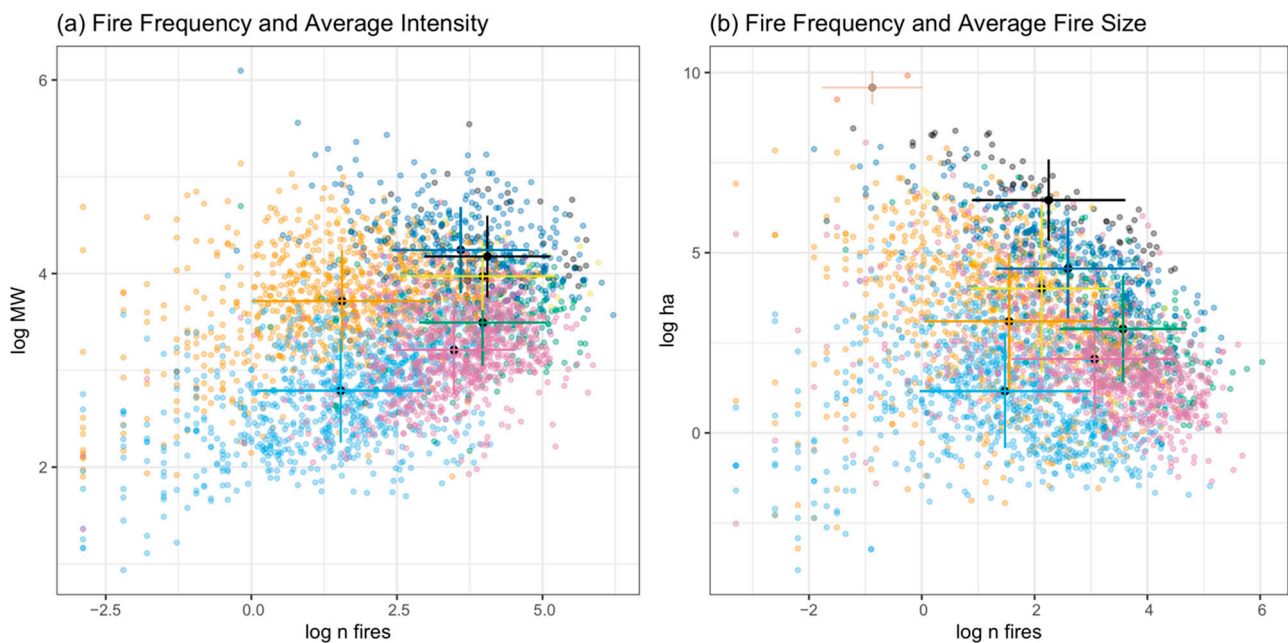 (a) Fire Frequency and Average Intensity
6
4
2
log MW
−2.5
0.0
2.5
5.0
log n fires
(b) Fire Frequency and Average Fire Size
10
5
0
log ha
−2
0
2
4
6
log n fires